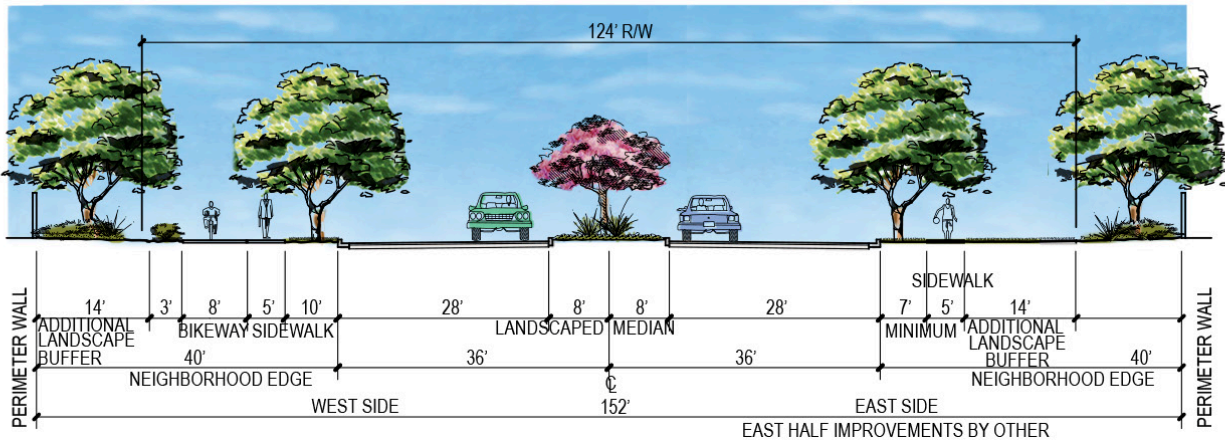 124' R/W
SIDEWALK
14' 3' 8' 5' 10' 28' 8' 8' 28' 7' 5' 14'
ADDITIONAL LANDSCAPE BUFFER
BIKEWAY SIDEWALK
LANDSCAPED MEDIAN
MINIMUM
ADDITIONAL LANDSCAPE BUFFER
40' 36' 36' 40'
NEIGHBORHOOD EDGE
NEIGHBORHOOD EDGE
℄
WEST SIDE 152' EAST SIDE
EAST HALF IMPROVEMENTS BY OTHER
PERIMETER WALL
PERIMETER WALL